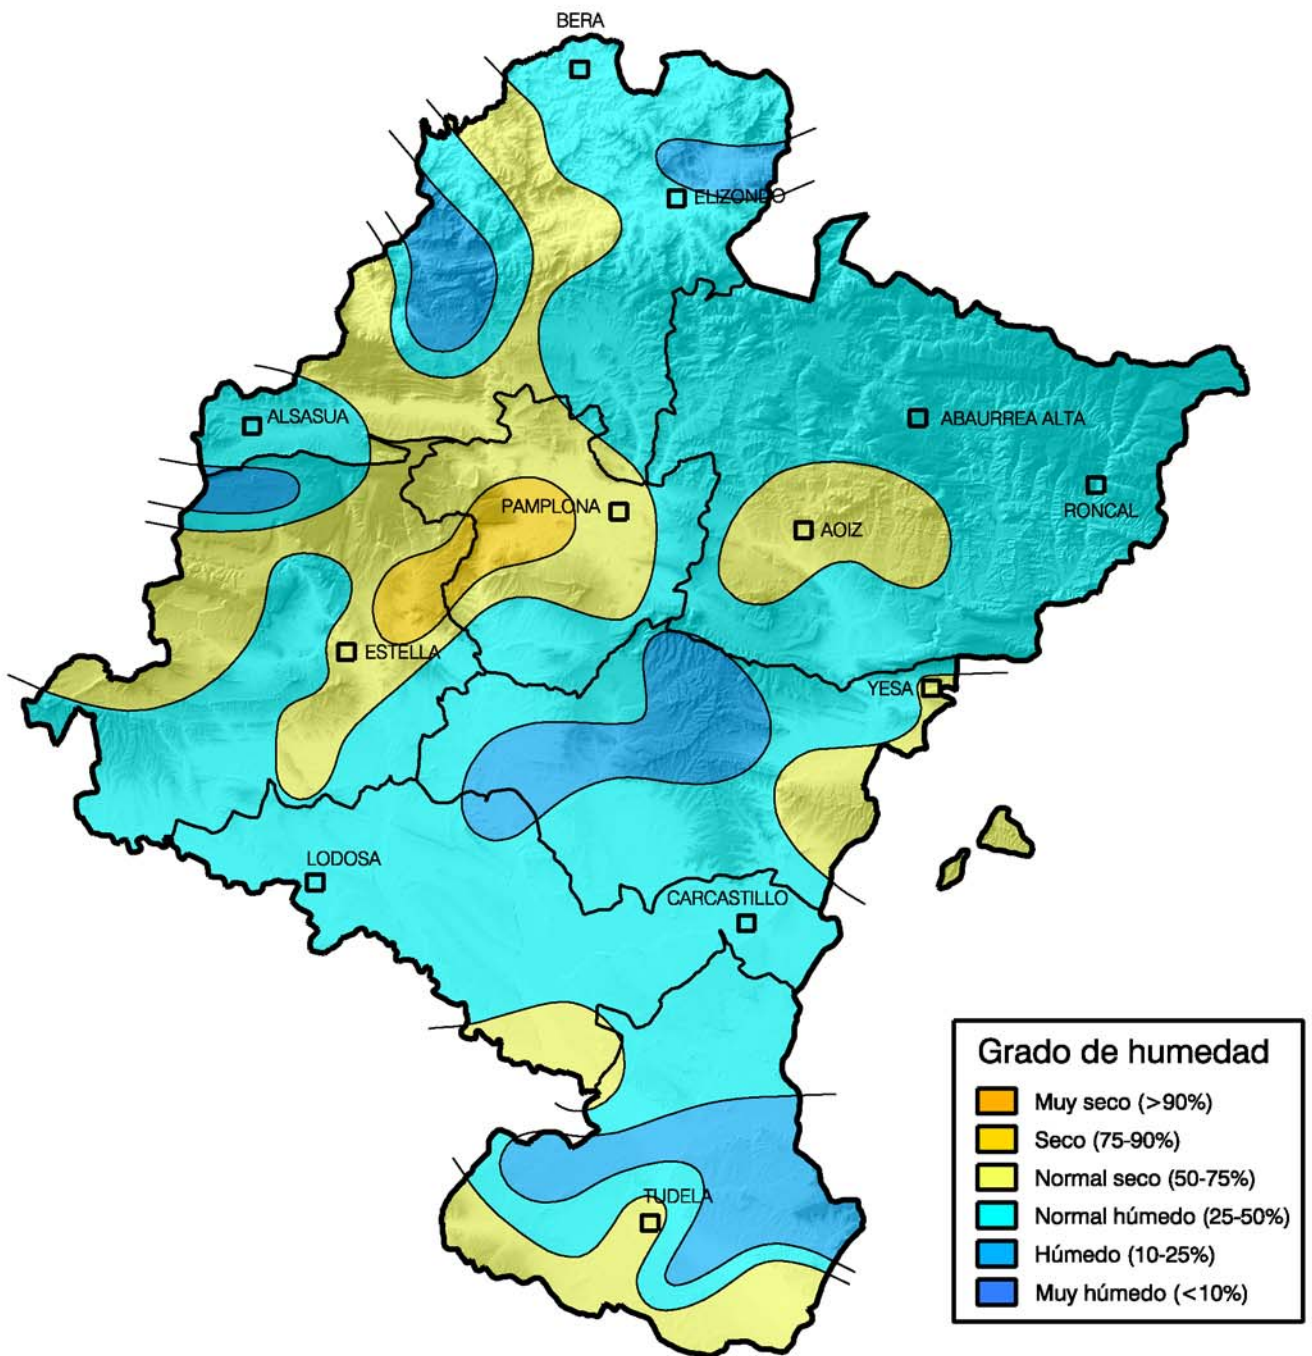 BERA
ELIZONDO
ALSASUA
ABAURREA ALTA
PAMPLONA
RONCAL
AOIZ
ESTELLA
YESA
LODOSA
CARCASTILLO
TUDELA
Grado de humedad
Muy seco (>90%)
Seco (75-90%)
Normal seco (50-75%)
Normal húmedo (25-50%)
Húmedo (10-25%)
Muy húmedo (<10%)